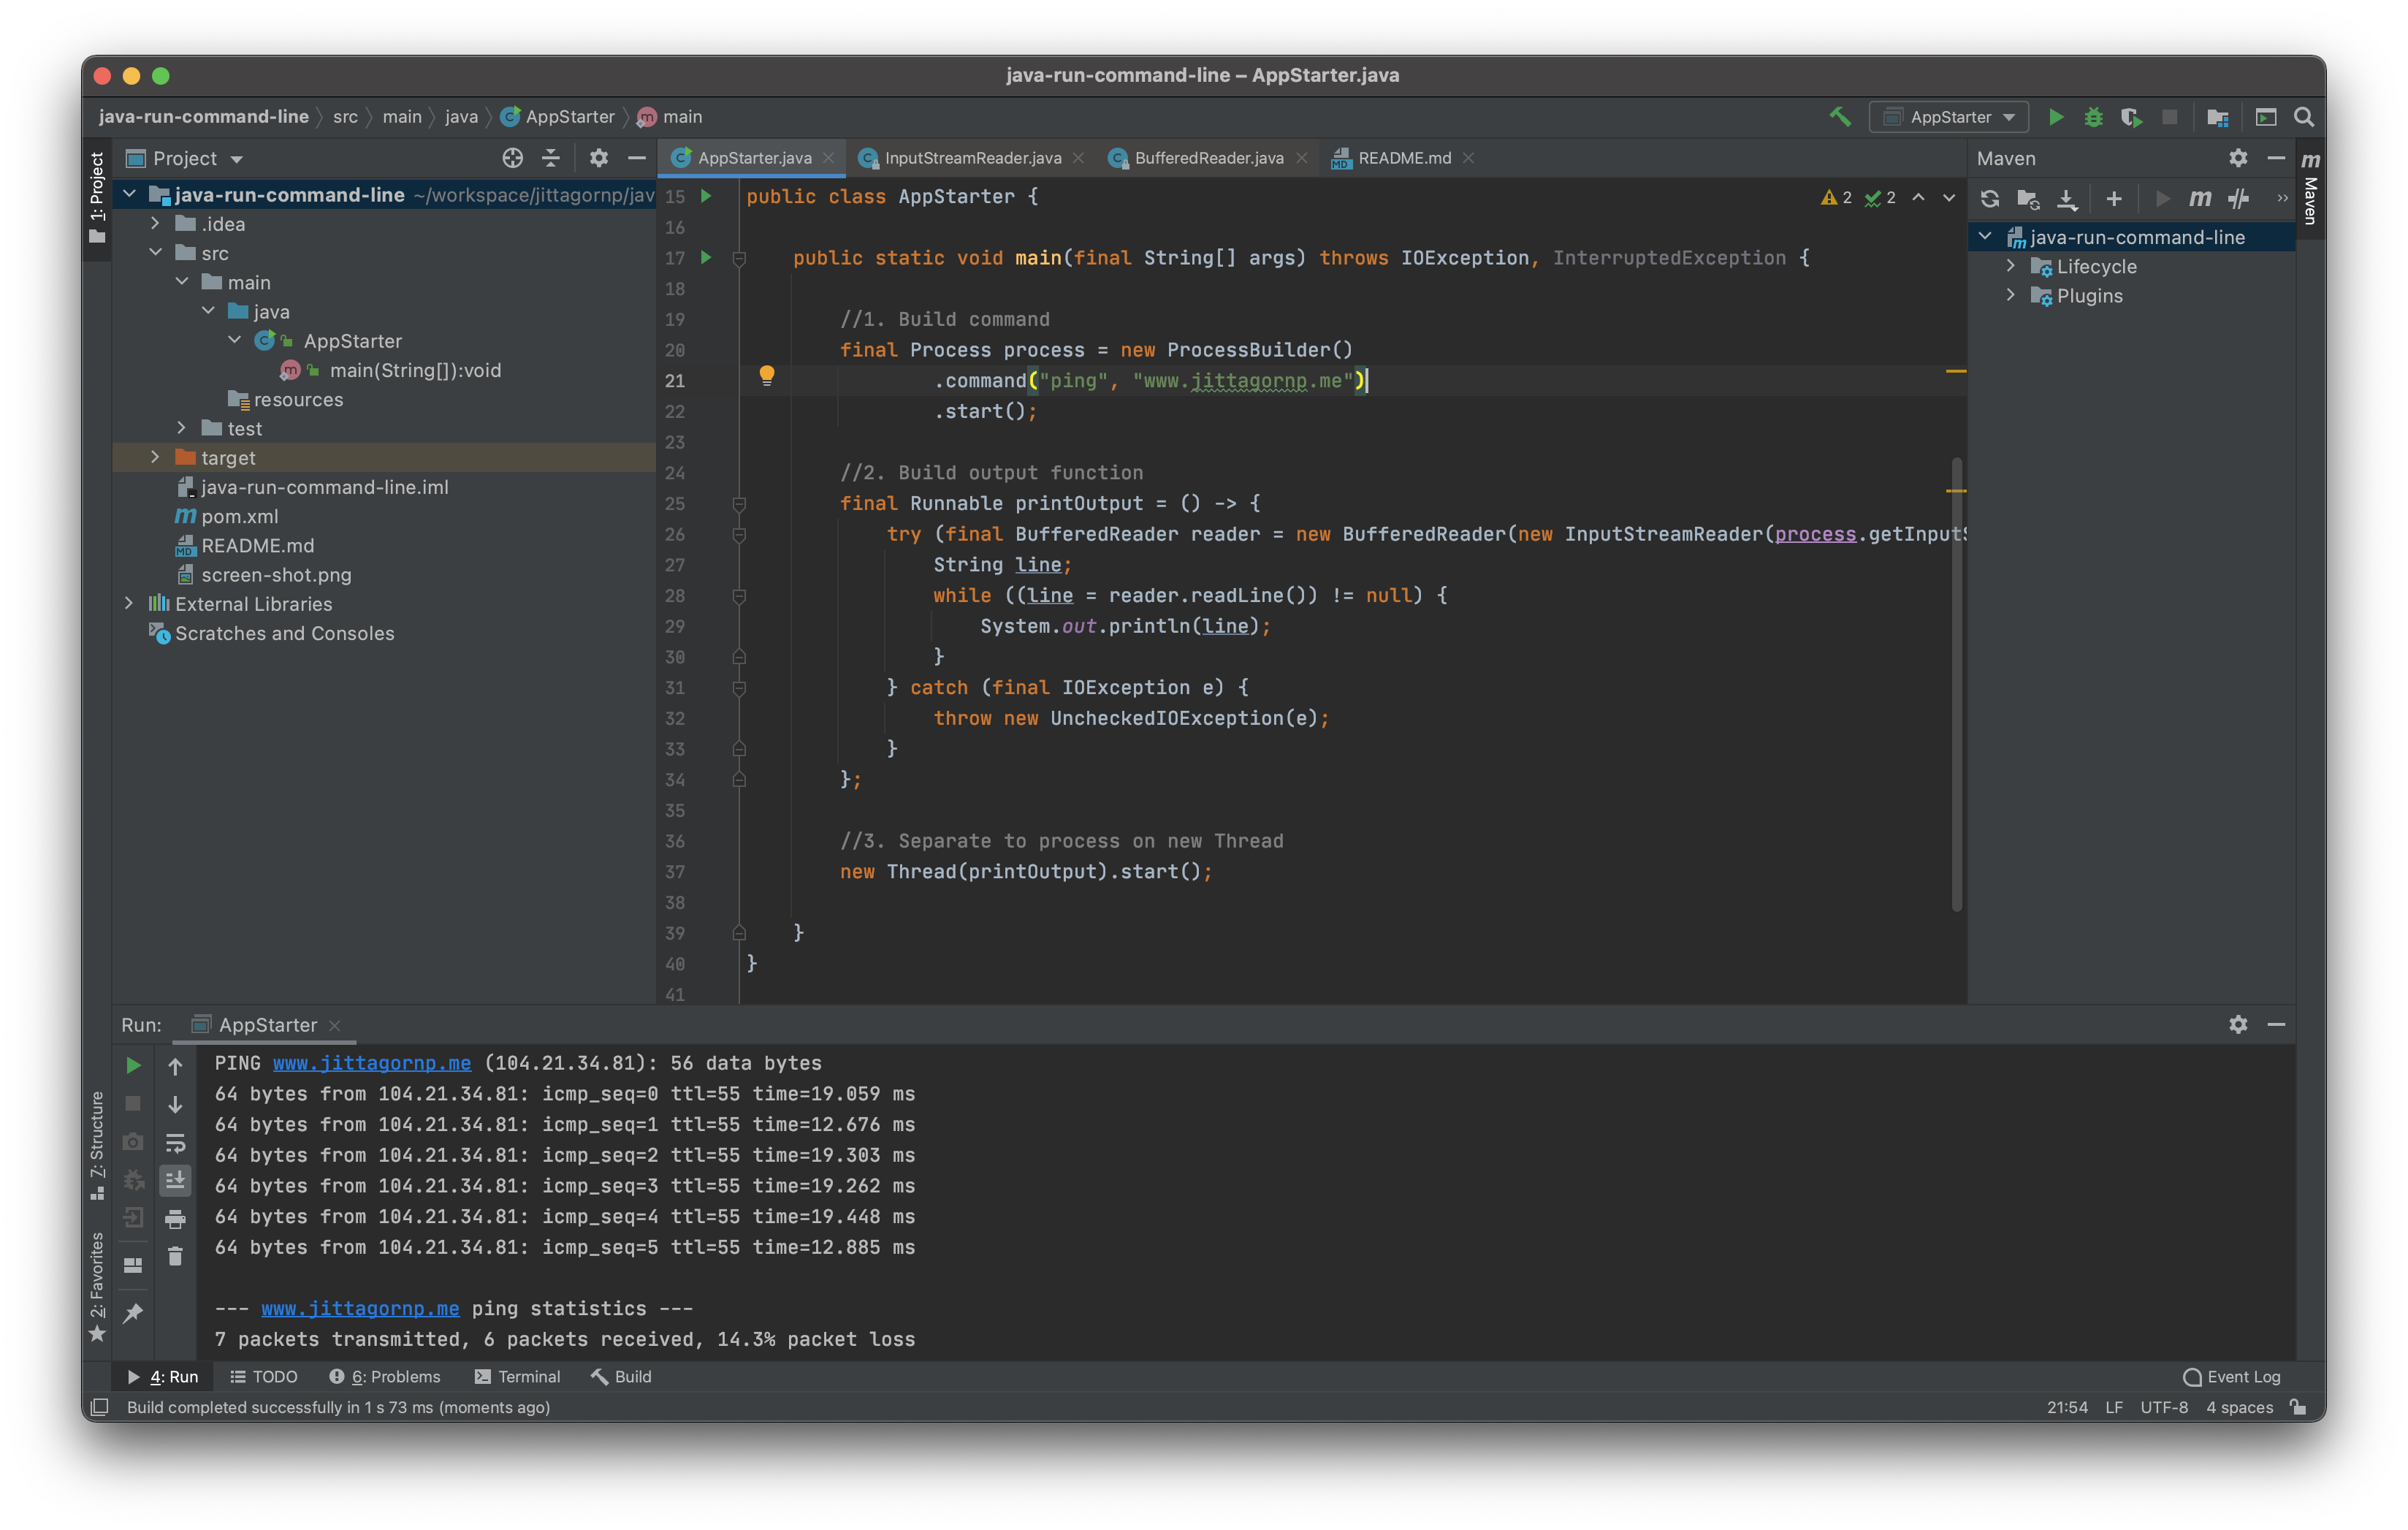 java-run-command-line – AppStarter.java
java-run-command-line src main java AppStarter main
AppStarter
1: Project
Project
java-run-command-line ~/workspace/jittagornp/jav
.idea
src
main
java
AppStarter
main(String[]):void
resources
test
target
java-run-command-line.iml
pom.xml
README.md
screen-shot.png
External Libraries
Scratches and Consoles
AppStarter.java InputStreamReader.java BufferedReader.java README.md
2 2
15 public class AppStarter {
16
17 public static void main(final String[] args) throws IOException, InterruptedException {
18
19 //1. Build command
20 final Process process = new ProcessBuilder()
21 .command("ping", "www.jittagornp.me")
22 .start();
23
24 //2. Build output function
25 final Runnable printOutput = () -> {
26 try (final BufferedReader reader = new BufferedReader(new InputStreamReader(process.getInputS
27 String line;
28 while ((line = reader.readLine()) != null) {
29 System.out.println(line);
30 }
31 } catch (final IOException e) {
32 throw new UncheckedIOException(e);
33 }
34 };
35
36 //3. Separate to process on new Thread
37 new Thread(printOutput).start();
38
39 }
40 }
41
Maven
java-run-command-line
Lifecycle
Plugins
Maven
Run: AppStarter
PING www.jittagornp.me (104.21.34.81): 56 data bytes
64 bytes from 104.21.34.81: icmp_seq=0 ttl=55 time=19.059 ms
64 bytes from 104.21.34.81: icmp_seq=1 ttl=55 time=12.676 ms
64 bytes from 104.21.34.81: icmp_seq=2 ttl=55 time=19.303 ms
64 bytes from 104.21.34.81: icmp_seq=3 ttl=55 time=19.262 ms
64 bytes from 104.21.34.81: icmp_seq=4 ttl=55 time=19.448 ms
64 bytes from 104.21.34.81: icmp_seq=5 ttl=55 time=12.885 ms
--- www.jittagornp.me ping statistics ---
7 packets transmitted, 6 packets received, 14.3% packet loss
7: Structure
2: Favorites
4: Run TODO 6: Problems Terminal Build Event Log
Build completed successfully in 1 s 73 ms (moments ago) 21:54 LF UTF-8 4 spaces